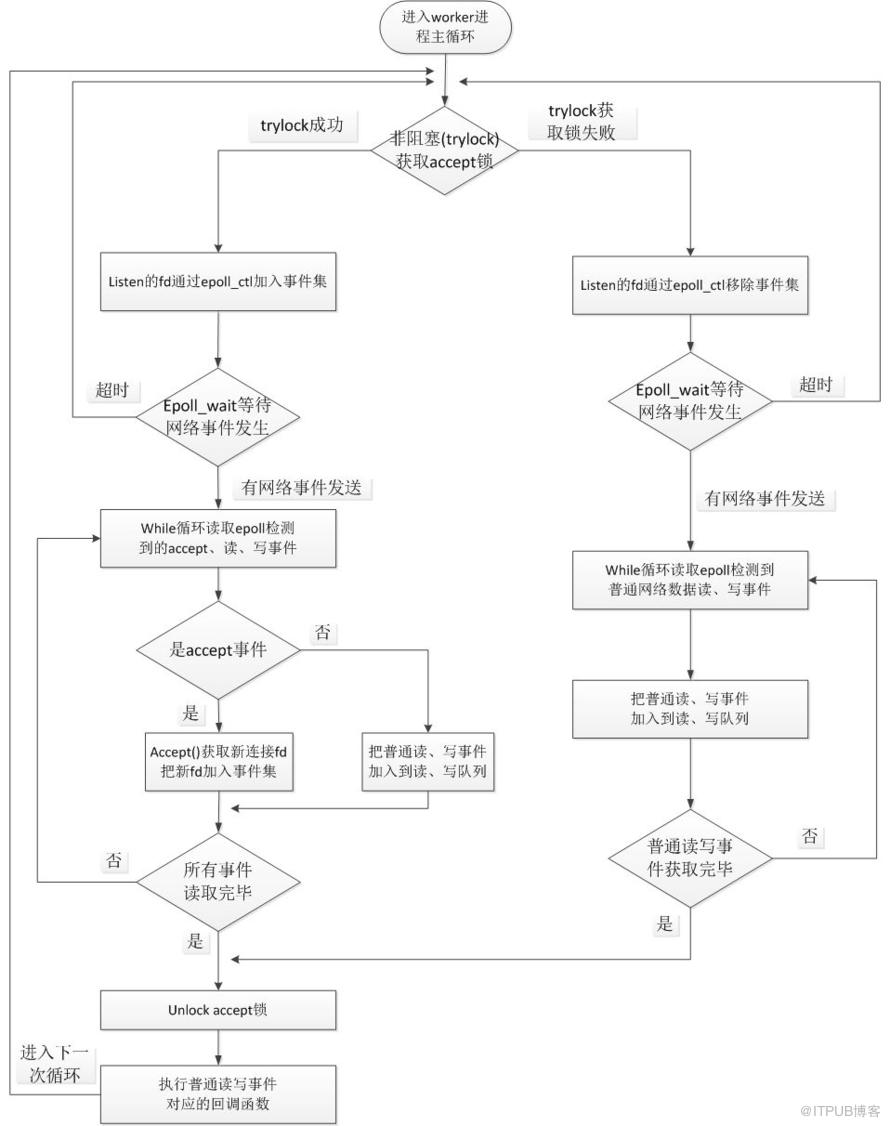 进入worker进
程主循环
trylock成功
trylock获
取锁失败
非阻塞(trylock)
获取accept锁
Listen的fd通过epoll_ctl加入事件集
Listen的fd通过epoll_ctl移除事件集
超时
Epoll_wait等待
网络事件发生
Epoll_wait等待
网络事件发生
超时
有网络事件发送
有网络事件发送
While循环读取epoll检测
到的accept、读、写事件
While循环读取epoll检测到
普通网络数据读、写事件
是accept事件
否
是
Accept()获取新连接fd
把新fd加入事件集
把普通读、写事件
加入到读、写队列
把普通读、写事件
加入到读、写队列
否
所有事件
读取完毕
普通读写事
件获取完毕
否
是
是
Unlock accept锁
进入下一
次循环
执行普通读写事件
对应的回调函数
@ITPUB博客